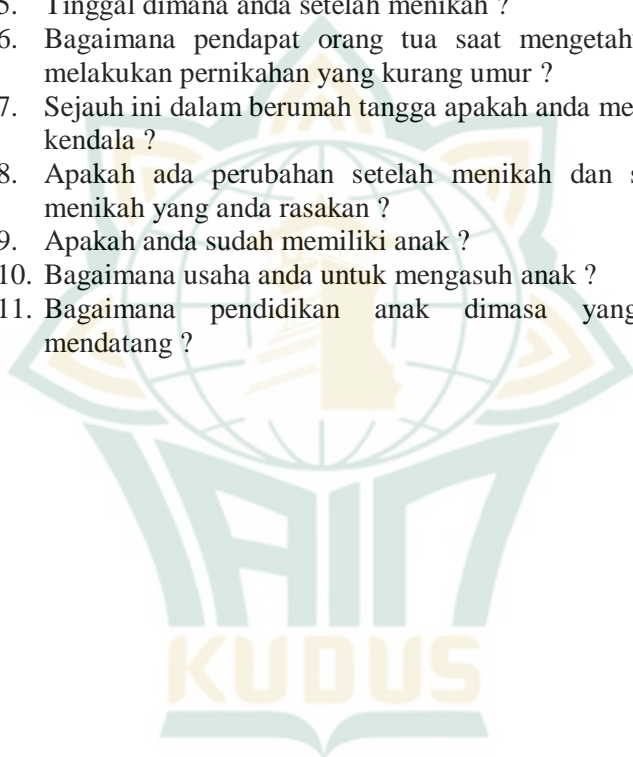 5. Tinggal dimana anda setelah menikah ?
6. Bagaimana pendapat orang tua saat
melakukan pernikahan yang kurang umur ?
7. Sejauh ini dalam berumah tangga apakah anda
kendala ?
8. Apakah ada perubahan setelah menikah dan
menikah yang anda rasakan ?
9. Apakah anda sudah memiliki anak ?
10. Bagaimana usaha anda untuk mengasuh anak ?
11. Bagaimana pendidikan anak dimasa yang
mendatang ?
IAIN
KUDUS